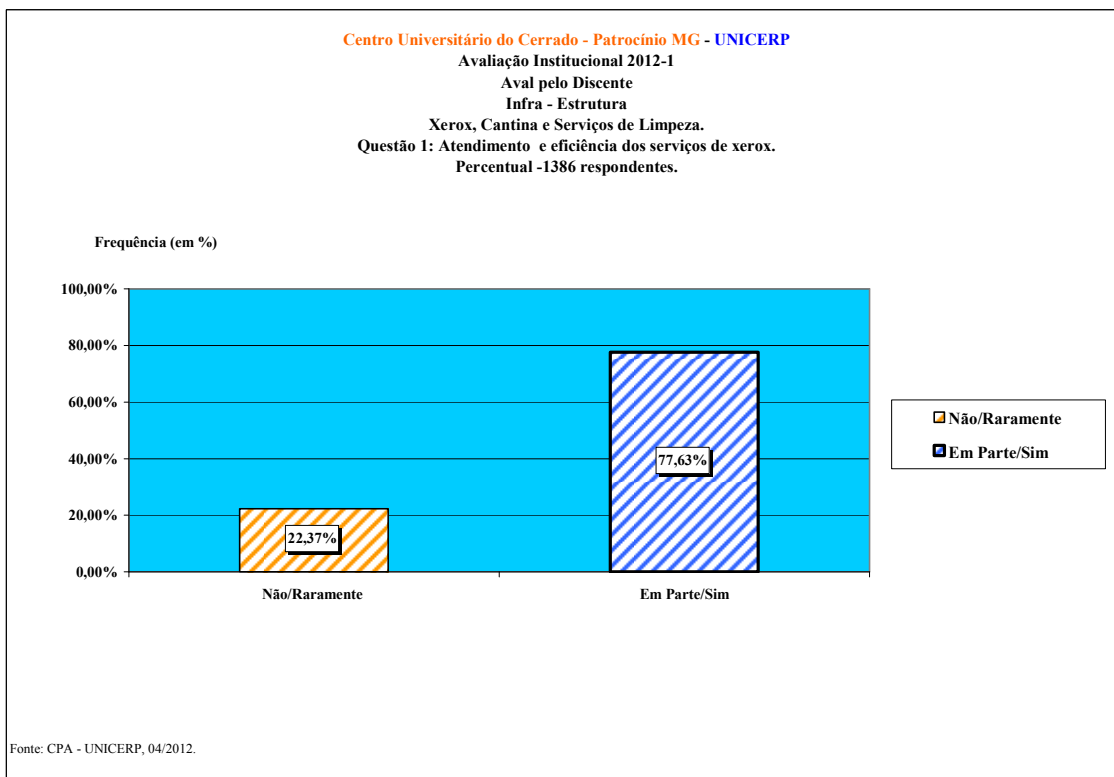 Centro Universitário do Cerrado - Patrocínio MG - UNICERP
Avaliação Institucional 2012-1
Aval pelo Discente
Infra - Estrutura
Xerox, Cantina e Serviços de Limpeza.
Questão 1: Atendimento  e eficiência dos serviços de xerox.
Percentual -1386 respondentes.
Frequência (em %)
100,00%
80,00%
60,00%
40,00%
20,00%
0,00%
22,37%
77,63%
Não/Raramente
Em Parte/Sim
Não/Raramente
Em Parte/Sim
Fonte: CPA - UNICERP, 04/2012.